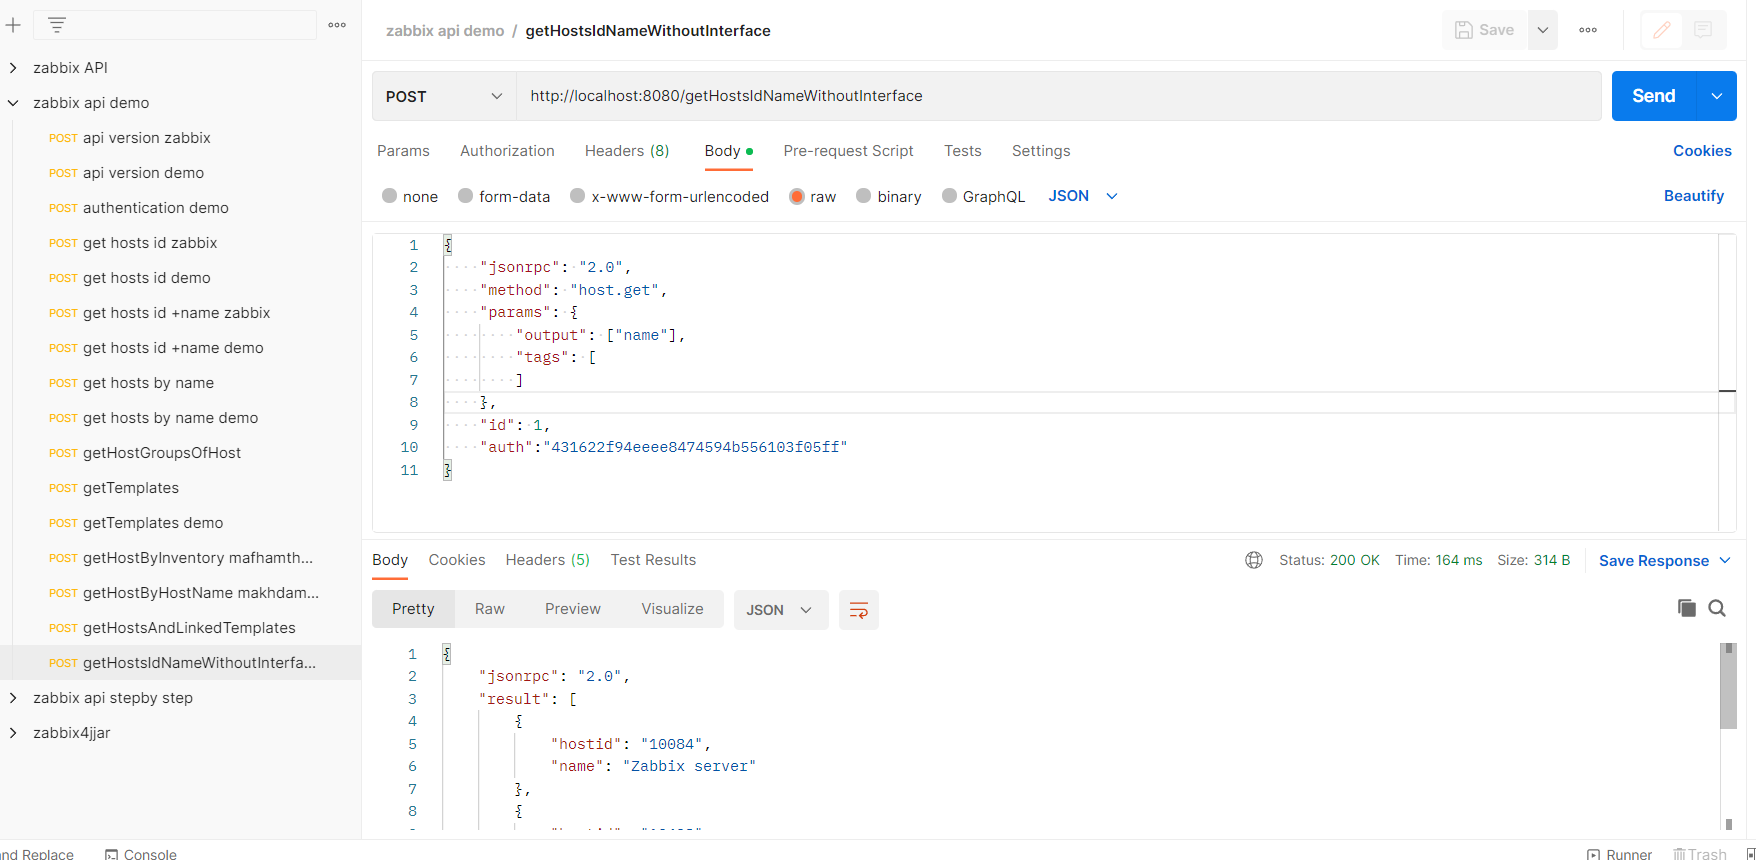 zabbix api demo / getHostsIdNameWithoutInterface
Save
zabbix API
zabbix api demo
POST api version zabbix
POST api version demo
POST authentication demo
POST get hosts id zabbix
POST get hosts id demo
POST get hosts id +name zabbix
POST get hosts id +name demo
POST get hosts by name
POST get hosts by name demo
POST getHostGroupsOfHost
POST getTemplates
POST getTemplates demo
POST getHostByInventory mafhamth...
POST getHostByHostName makhdam...
POST getHostsAndLinkedTemplates
POST getHostsIdNameWithoutInterfa...
zabbix api stepby step
zabbix4jjar
POST http://localhost:8080/getHostsIdNameWithoutInterface Send
Params Authorization Headers (8) Body Pre-request Script Tests Settings Cookies
none form-data x-www-form-urlencoded raw binary GraphQL JSON Beautify
1 {
2 "jsonrpc": "2.0",
3 "method": "host.get",
4 "params": {
5 "output": ["name"],
6 "tags": [
7 ]
8 },
9 "id": 1,
10 "auth":"431622f94eeee8474594b556103f05ff"
11 }
Body Cookies Headers (5) Test Results Status: 200 OK Time: 164 ms Size: 314 B Save Response
Pretty Raw Preview Visualize JSON
1 {
2 "jsonrpc": "2.0",
3 "result": [
4 {
5 "hostid": "10084",
6 "name": "Zabbix server"
7 },
8 {
nd Replace Console Runner Trash